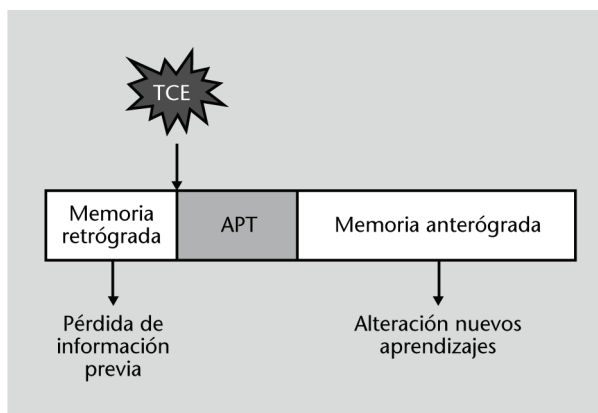 TCE
Memoria
retrógrada
APT
Memoria anterógrada
Pérdida de
información
previa
Alteración nuevos
aprendizajes